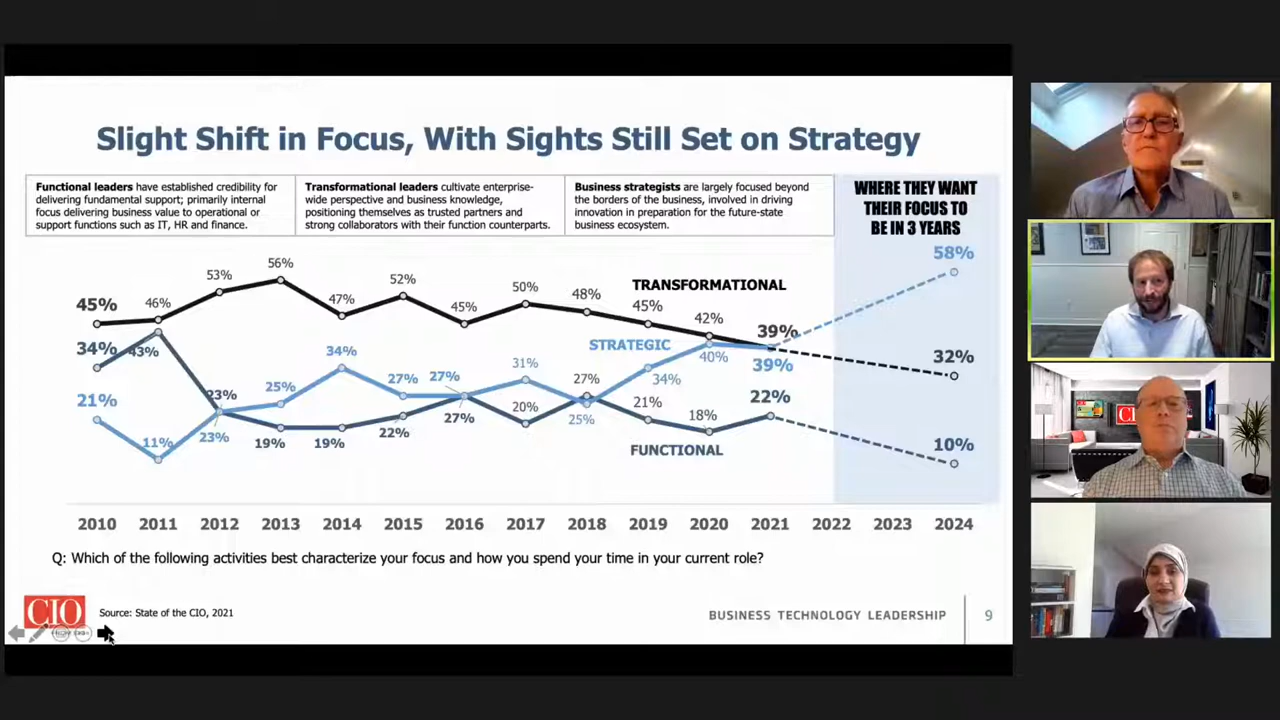 Slight Shift in Focus, With Sights Still Set on Strategy
Functional leaders have established credibility for
delivering fundamental support; primarily internal
focus delivering business value to operational or
support functions such as IT, HR and finance.
Transformational leaders cultivate enterprise-
wide perspective and business knowledge,
positioning themselves as trusted partners and
strong collaborators with their function counterparts.
Business strategists are largely focused beyond
the borders of the business, involved in driving
innovation in preparation for the future-state
business ecosystem.
WHERE THEY WANT
THEIR FOCUS TO
BE IN 3 YEARS
TRANSFORMATIONAL
45% 46% 53% 56% 47% 52% 45% 50% 48% 45% 42% 39% 32%
STRATEGIC
21% 11% 23% 25% 34% 27% 27% 31% 25% 34% 40% 39% 58%
FUNCTIONAL
34% 43% 23% 19% 19% 22% 27% 20% 27% 21% 18% 22% 10%
2010 2011 2012 2013 2014 2015 2016 2017 2018 2019 2020 2021 2022 2023 2024
Q: Which of the following activities best characterize your focus and how you spend your time in your current role?
CIO
Source: State of the CIO, 2021
BUSINESS TECHNOLOGY LEADERSHIP
9